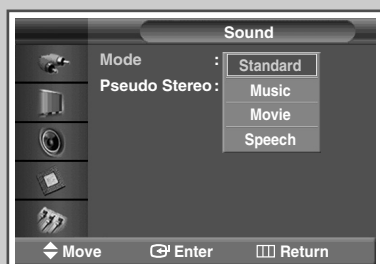 Sound
Mode : Standard
Pseudo Stereo : Music
Movie
Speech
Move Enter Return